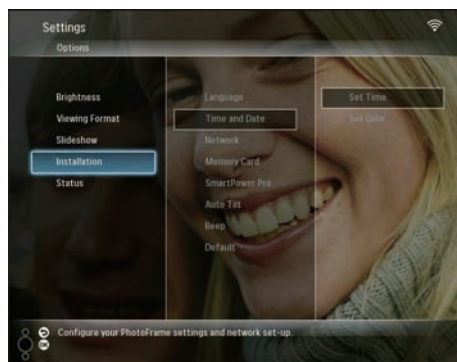 Settings
Options
Brightness
Viewing Format
Slideshow
Installation
Status
Language
Time and Date
Network
Memory Card
SmartPower Pro
Auto Tilt
Beep
Default
Set Time
Set Date
Configure your PhotoFrame settings and network set-up.
OK